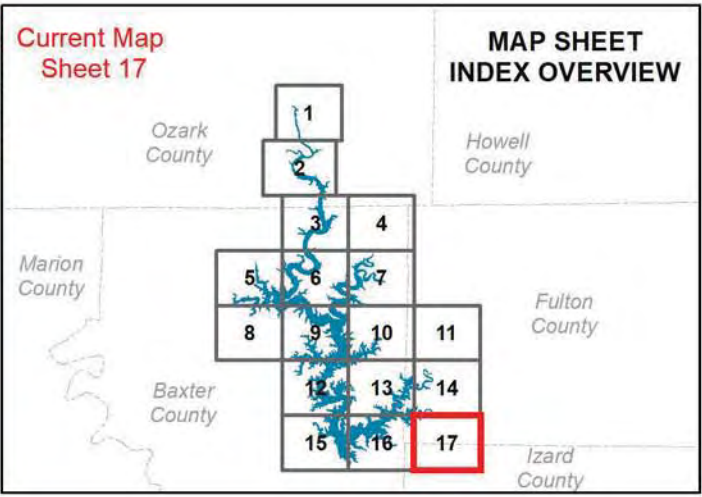 Current Map
Sheet 17
MAP SHEET
INDEX OVERVIEW
1
Ozark
County
Howell
County
2
3
4
Marion
County
5
6
7
Fulton
County
8
9
10
11
Baxter
County
12
13
14
15
16
17
Izard
County